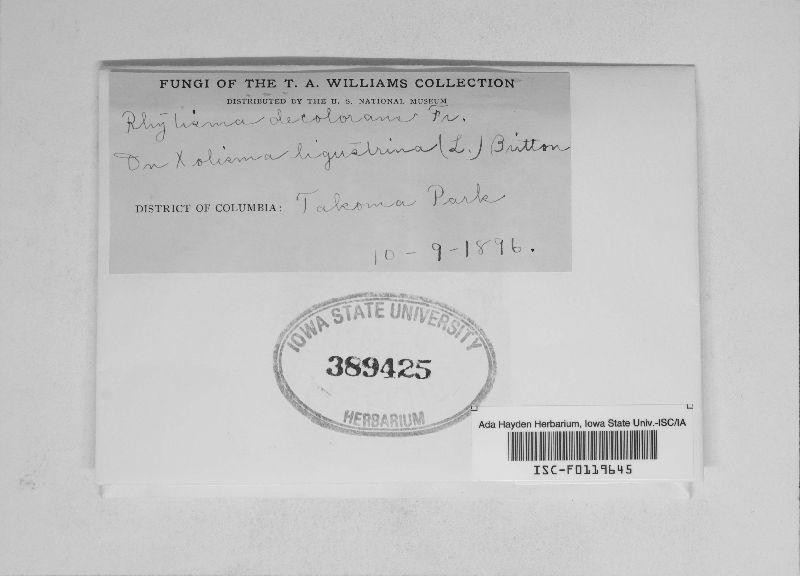 FUNGI OF THE T. A. WILLIAMS COLLECTION
DISTRIBUTED BY THE U. S. NATIONAL MUSEUM
Rhytisma decolorans Fr.
On Xolisma ligustrina (L.) Britton
DISTRICT OF COLUMBIA: Takoma Park
10-9-1896.
IOWA STATE UNIVERSITY
389425
HERBARIUM
Ada Hayden Herbarium, Iowa State Univ.-ISC/IA
ISC-F0119645